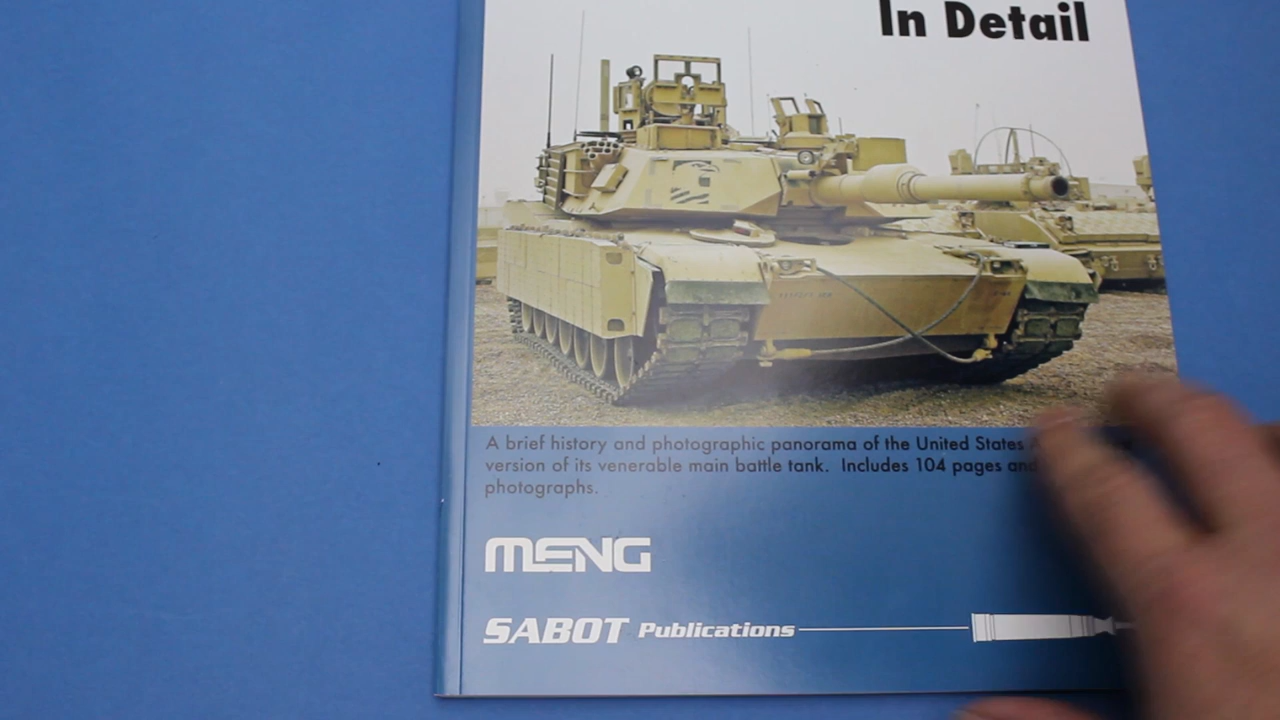 In Detail
A brief history and photographic panorama of the United States
version of its venerable main battle tank. Includes 104 pages and
photographs.
MENG
SABOT Publications